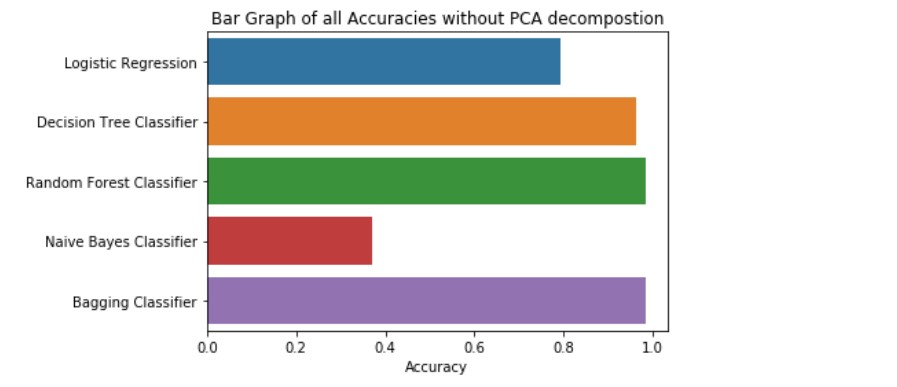 Bar Graph of all Accuracies without PCA decompostion
Logistic Regression
Decision Tree Classifier
Random Forest Classifier
Naive Bayes Classifier
Bagging Classifier
0.0 0.2 0.4 0.6 0.8 1.0
Accuracy